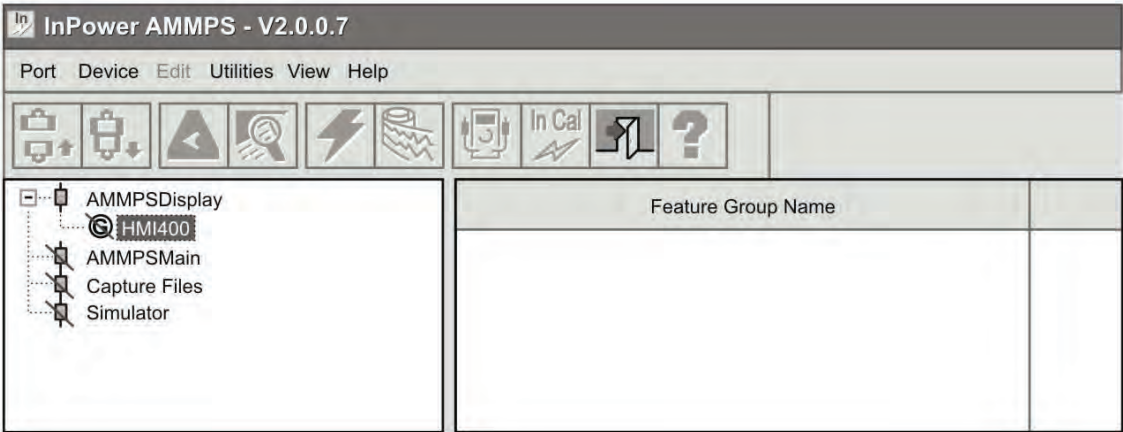 In InPower AMMPS - V2.0.0.7
Port Device Edit Utilities View Help
In Cal ?
AMMPSDisplay
G HMI400
AMMPSMain
Capture Files
Simulator
Feature Group Name